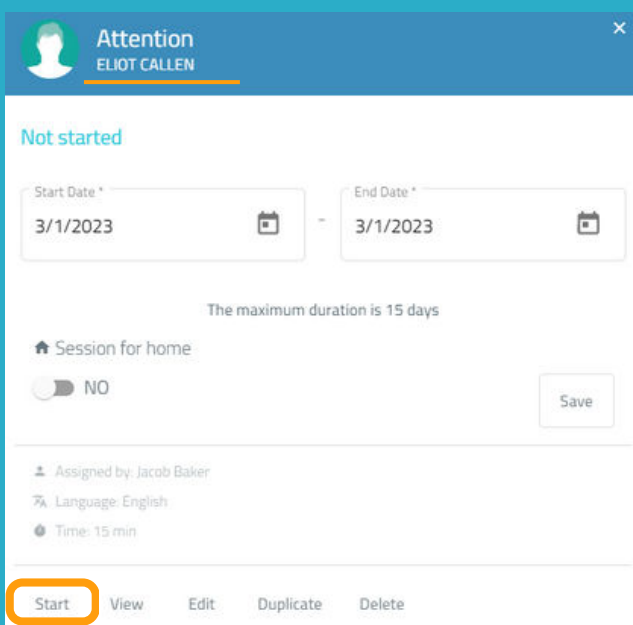 Attention
ELIOT CALLEN
×
Not started
Start Date *
3/1/2023
-
End Date *
3/1/2023
The maximum duration is 15 days
Session for home
NO
Save
Assigned by: Jacob Baker
Language: English
Time: 15 min
Start View Edit Duplicate Delete